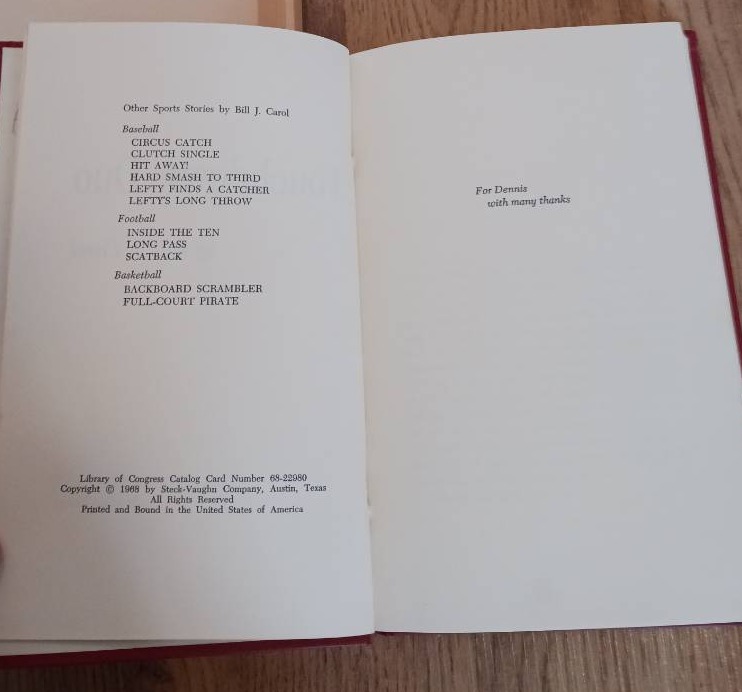 Other Sports Stories by Bill J. Carol
Baseball
CIRCUS CATCH
CLUTCH SINGLE
HIT AWAY!
HARD SMASH TO THIRD
LEFTY FINDS A CATCHER
LEFTY'S LONG THROW
Football
INSIDE THE TEN
LONG PASS
SCATBACK
Basketball
BACKBOARD SCRAMBLER
FULL-COURT PIRATE
Library of Congress Catalog Card Number 68-22980
Copyright © 1968 by Steck-Vaughn Company, Austin, Texas
All Rights Reserved
Printed and Bound in the United States of America
For Dennis
with many thanks